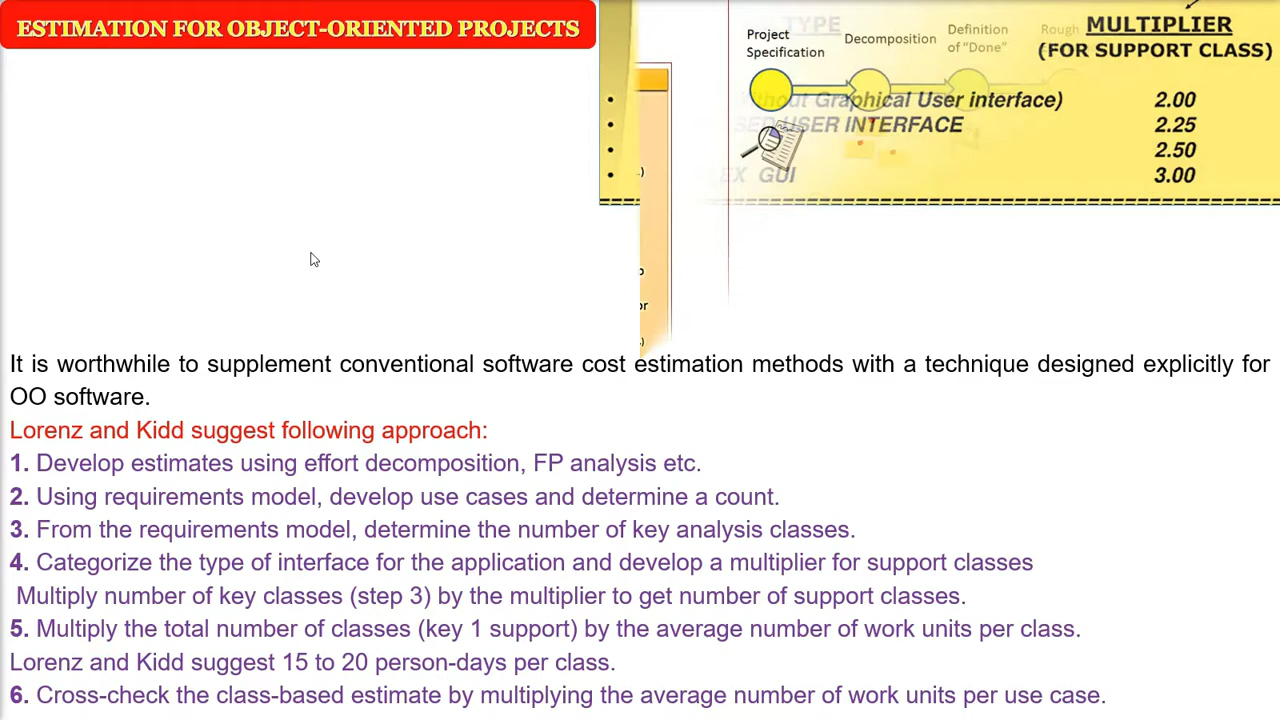 ESTIMATION FOR OBJECT-ORIENTED PROJECTS
TYPE
MULTIPLIER
(FOR SUPPORT CLASS)
Project
Specification
Decomposition
Definition
of “Done”
Rough
Graphical User interface) 2.00
USER INTERFACE 2.25
2.50
GUI 3.00
It is worthwhile to supplement conventional software cost estimation methods with a technique designed explicitly for
OO software.
Lorenz and Kidd suggest following approach:
1. Develop estimates using effort decomposition, FP analysis etc.
2. Using requirements model, develop use cases and determine a count.
3. From the requirements model, determine the number of key analysis classes.
4. Categorize the type of interface for the application and develop a multiplier for support classes
Multiply number of key classes (step 3) by the multiplier to get number of support classes.
5. Multiply the total number of classes (key 1 support) by the average number of work units per class.
Lorenz and Kidd suggest 15 to 20 person-days per class.
6. Cross-check the class-based estimate by multiplying the average number of work units per use case.